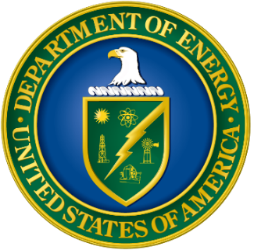 DEPARTMENT OF ENERGY
UNITED STATES OF AMERICA